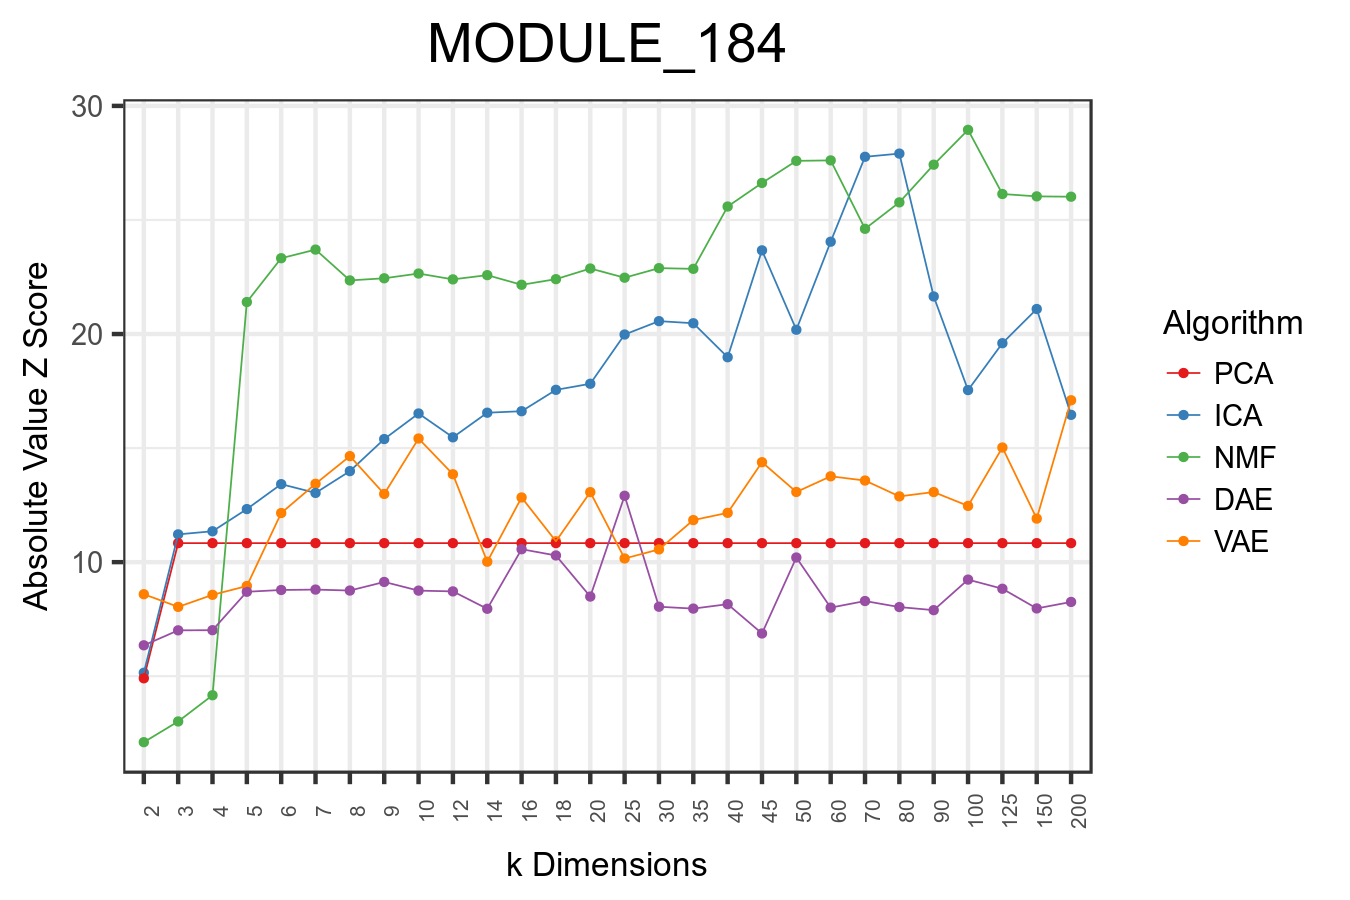 MODULE_184
30
20
10
Absolute Value Z Score
2 3 4 5 6 7 8 9 10 12 14 16 18 20 25 30 35 40 45 50 60 70 80 90 100 125 150 200
k Dimensions
Algorithm
PCA
ICA
NMF
DAE
VAE